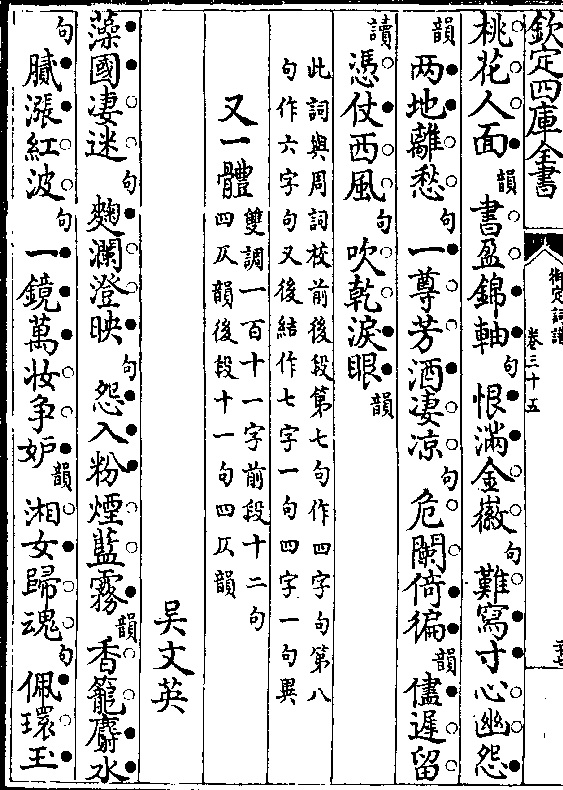 欽定四庫全書
御定詞譜
卷三十五
桃花人面韻書盈錦軸句恨滿金徽句難寫寸心幽怨
韻兩地離愁句一尊芳酒凄凉句危闌倚徧韻儘遲留
讀憑仗西風句吹乾淚眼韻
此詞與周詞校前後段第七句作四字句第八
句作六字句又後結作七字一句四字一句異
又一體
雙調一百十一字前段十二句
四仄韻後段十一句四仄韻
吴文英
藻國凄迷句麴瀾澄映句怨入粉煙藍霧韻香籠麝水
句膩漲紅波句一鏡萬妝争妒韻湘女歸魂句佩環玉